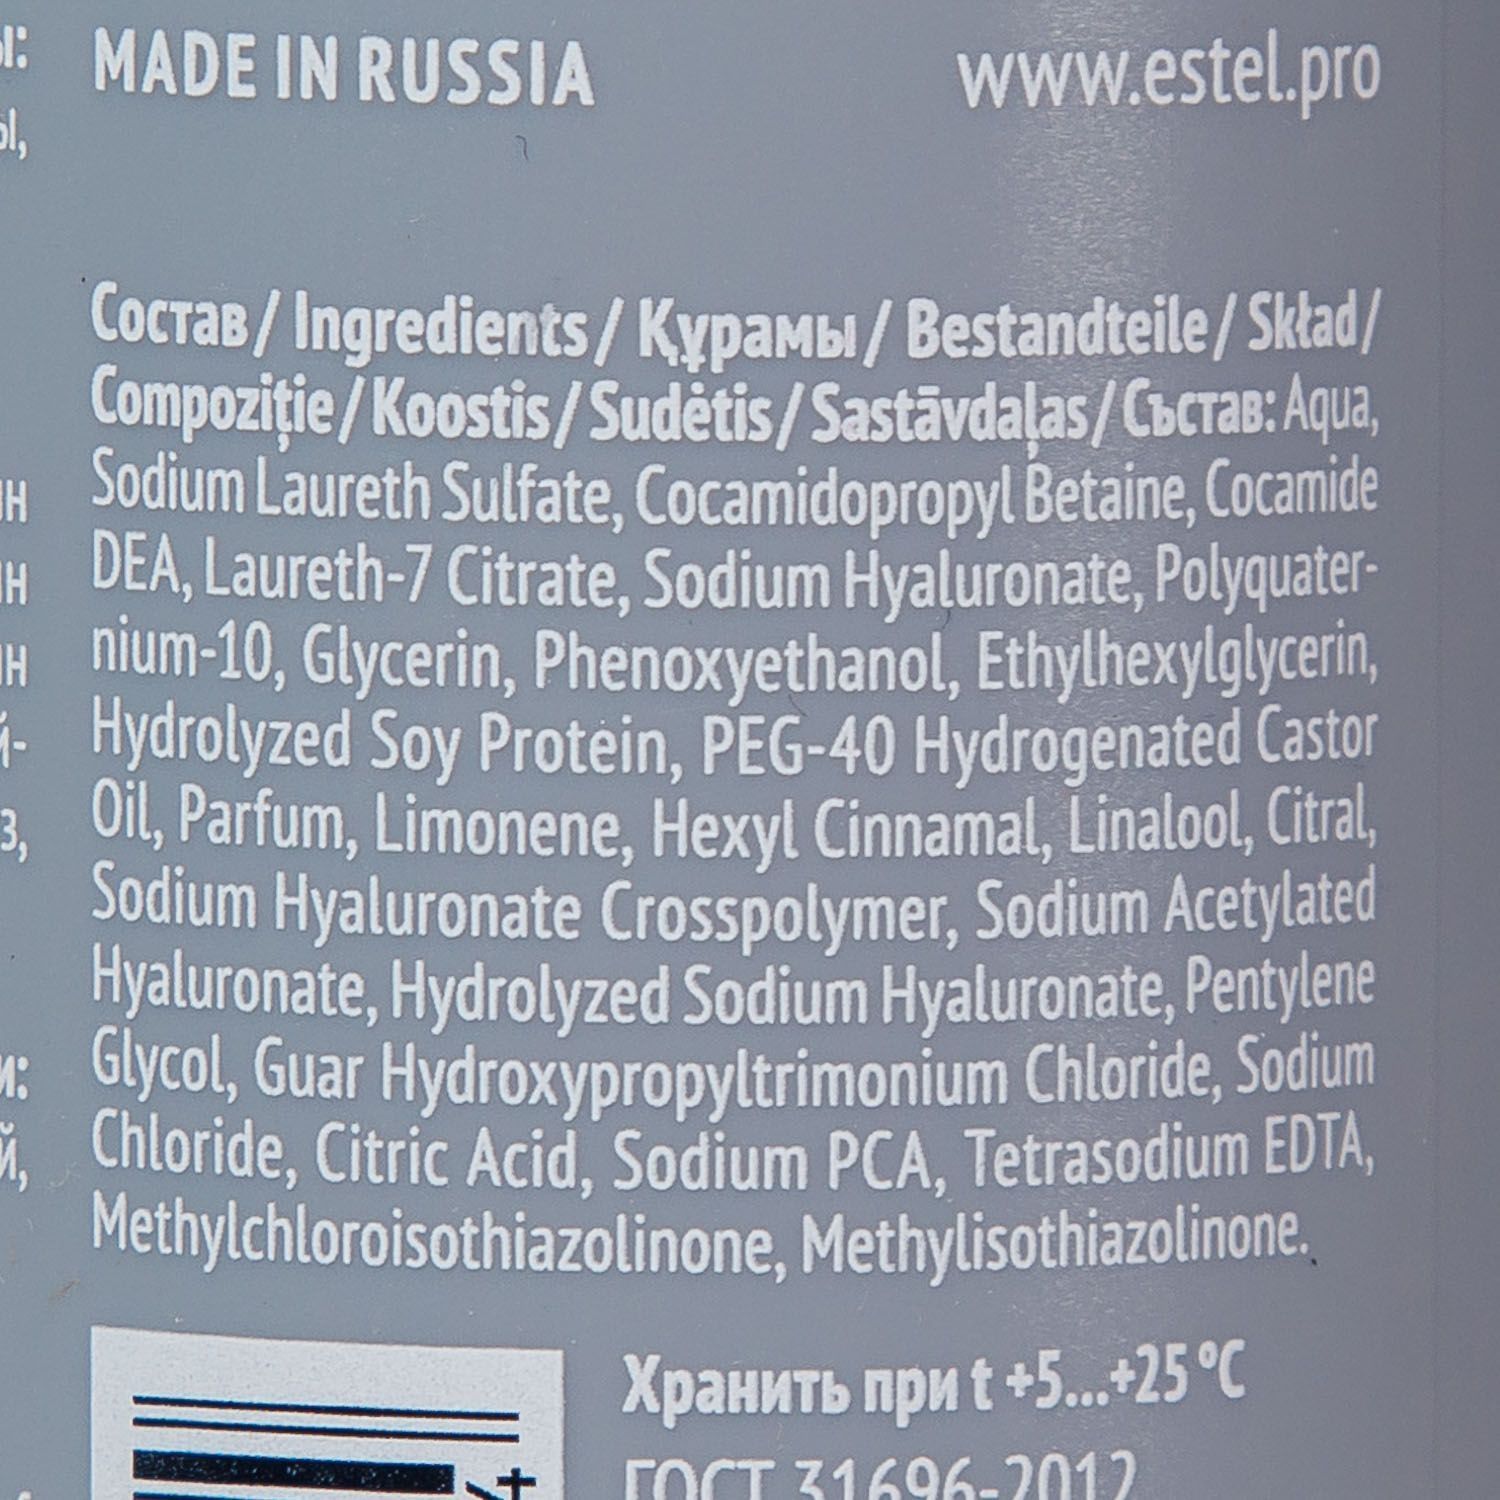 ы:
ы,
MADE IN RUSSIA
www.estel.pro
Состав/ Ingredients/ Құрамы/ Bestandteile/ Skład/
Compoziție/Koostis/Sudėtis/Sastāvdaļas/Състав: Aqua,
Sodium Laureth Sulfate, Cocamidopropyl Betaine, Cocamide
DEA, Laureth-7 Citrate, Sodium Hyaluronate, Polyquater-
nium-10, Glycerin, Phenoxyethanol, Ethylhexylglycerin,
Hydrolyzed Soy Protein, PEG-40 Hydrogenated Castor
Oil, Parfum, Limonene, Hexyl Cinnamal, Linalool, Citral,
Sodium Hyaluronate Crosspolymer, Sodium Acetylated
Hyaluronate, Hydrolyzed Sodium Hyaluronate, Pentylene
Glycol, Guar Hydroxypropyltrimonium Chloride, Sodium
Chloride, Citric Acid, Sodium PCA, Tetrasodium EDTA,
Methylchloroisothiazolinone, Methylisothiazolinone.
Хранить при t +5...+25 °C
ГОСТ 31696-2012